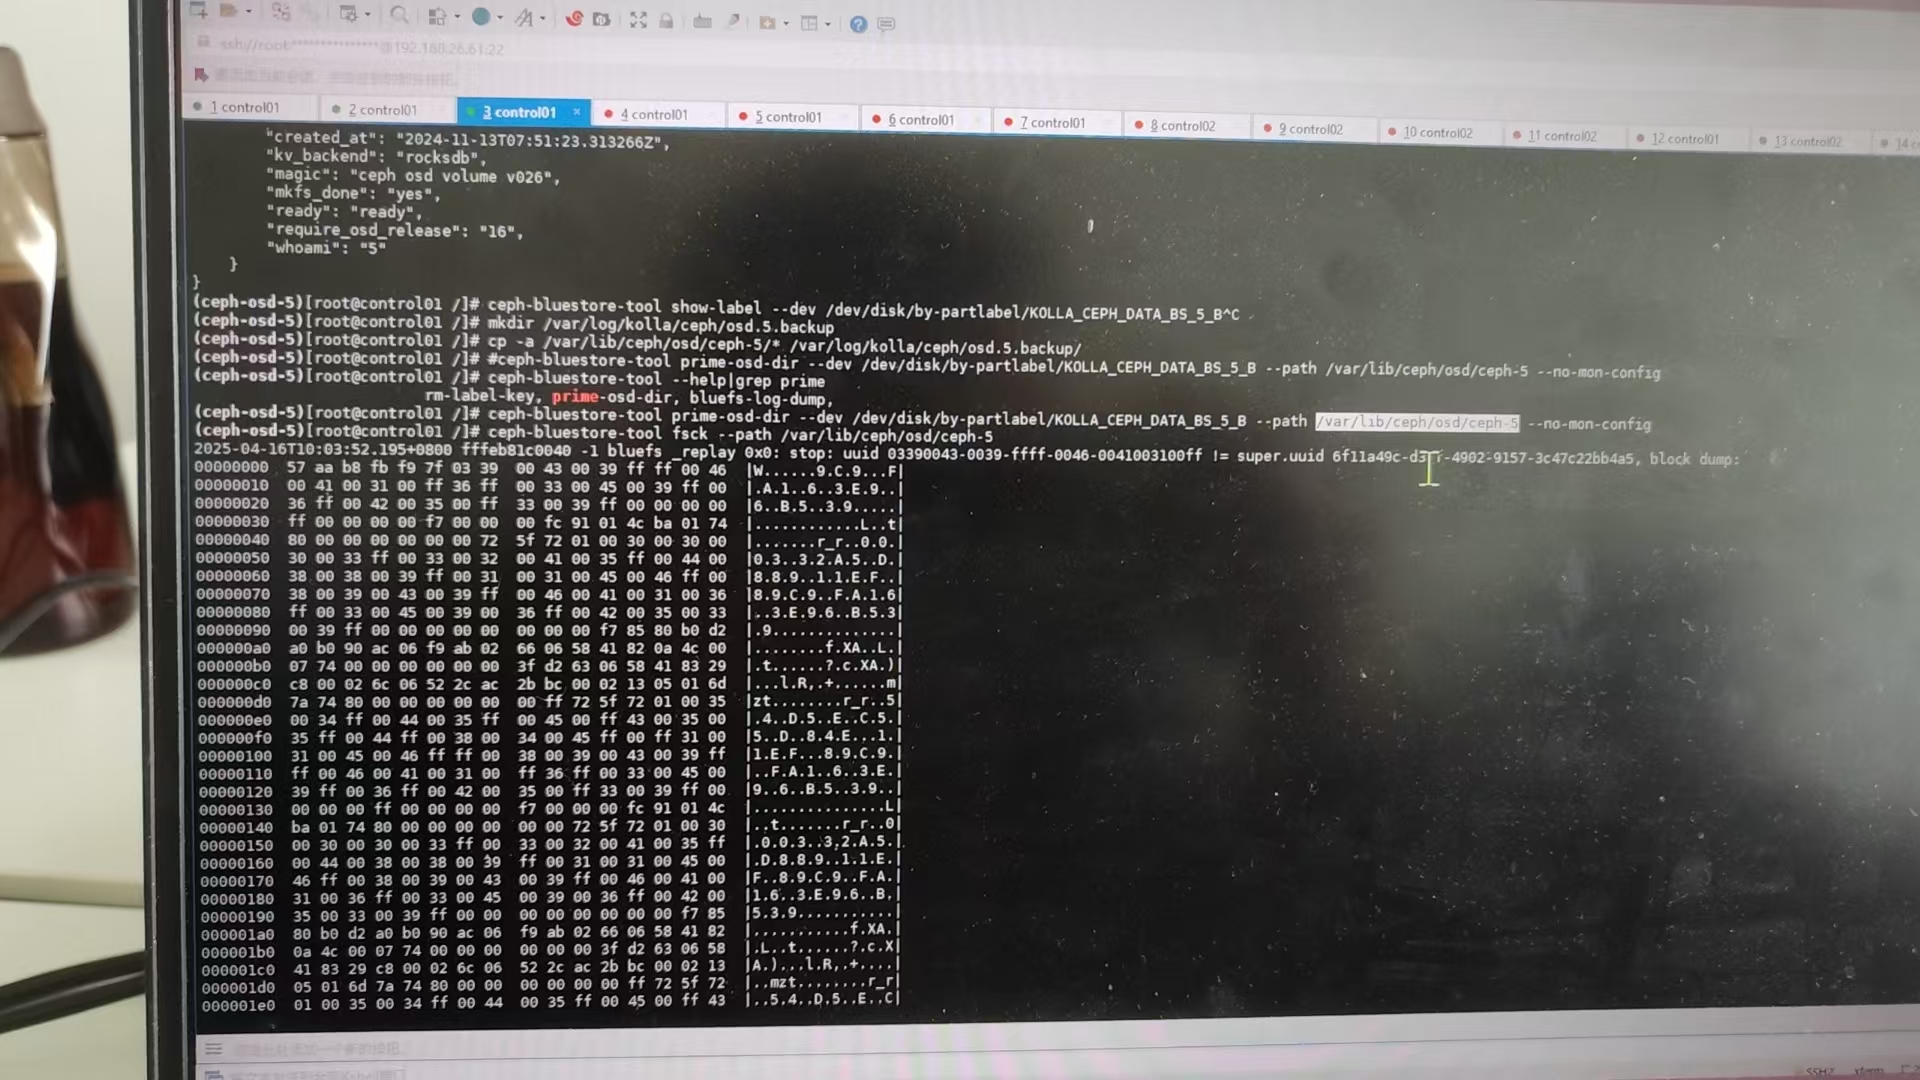 ssh://root:***************@192.168.26.61:22
1 control01
2 control01
3 control01 ×
4 control01
5 control01
6 control01
7 control01
8 control02
9 control02
10 control02
11 control02
12 control01
13 control02
"created_at": "2024-11-13T07:51:23.313266Z",
"kv_backend": "rocksdb",
"magic": "ceph osd volume v026",
"mkfs_done": "yes",
"ready": "ready",
"require_osd_release": "16",
"whoami": "5"
}
}
(ceph-osd-5)[root@control01 /]# ceph-bluestore-tool show-label --dev /dev/disk/by-partlabel/KOLLA_CEPH_DATA_BS_5_B^C
(ceph-osd-5)[root@control01 /]# mkdir /var/log/kolla/ceph/osd.5.backup
(ceph-osd-5)[root@control01 /]# cp -a /var/lib/ceph/osd/ceph-5/* /var/log/kolla/ceph/osd.5.backup/
(ceph-osd-5)[root@control01 /]# #ceph-bluestore-tool prime-osd-dir --dev /dev/disk/by-partlabel/KOLLA_CEPH_DATA_BS_5_B --path /var/lib/ceph/osd/ceph-5 --no-mon-config
(ceph-osd-5)[root@control01 /]# ceph-bluestore-tool --help|grep prime
rm-label-key, prime-osd-dir, bluefs-log-dump,
(ceph-osd-5)[root@control01 /]# ceph-bluestore-tool prime-osd-dir --dev /dev/disk/by-partlabel/KOLLA_CEPH_DATA_BS_5_B --path /var/lib/ceph/osd/ceph-5 --no-mon-config
(ceph-osd-5)[root@control01 /]# ceph-bluestore-tool fsck --path /var/lib/ceph/osd/ceph-5
2025-04-16T10:03:52.195+0800 ffffeb81c0040 -1 bluefs _replay 0x0: stop: uuid 03390043-0039-ffff-0046-0041003100ff != super.uuid block dump:
00000000 57 aa b8 fb f9 7f 03 39 00 43 00 39 ff ff 00 46 |W......9.C.9...F|
00000010 00 41 00 31 00 ff 36 ff 00 33 00 45 00 39 ff 00 |.A.1..6..3.E.9..|
00000020 36 ff 00 42 00 35 00 ff 33 00 39 ff 00 00 00 00 |6..B.5..3.9.....|
00000030 ff 00 00 00 00 f7 00 00 00 fc 91 01 4c ba 01 74 |............L..t|
00000040 80 00 00 00 00 00 00 72 5f 72 01 00 30 00 30 00 |.......r_r..0.0.|
00000050 30 00 33 ff 00 33 00 32 00 41 00 35 ff 00 44 00 |0.3..3.2.A.5..D.|
00000060 38 00 38 00 39 ff 00 31 00 31 00 45 00 46 ff 00 |8.8.9..1.1.E.F..|
00000070 38 00 39 00 43 00 39 ff 00 46 00 41 00 31 00 36 |8.9.C.9..F.A.1.6|
00000080 ff 00 33 00 45 00 39 00 36 ff 00 42 00 35 00 33 |..3.E.9.6..B.5.3|
00000090 00 39 ff 00 00 00 00 00 00 00 00 f7 85 80 b0 d2 |.9..............|
000000a0 a0 b0 90 ac 06 f9 ab 02 66 06 58 41 82 0a 4c 00 |........f.XA..L.|
000000b0 07 74 00 00 00 00 00 00 3f d2 63 06 58 41 83 29 |.t......?.c.XA.)|
000000c0 c8 00 02 6c 06 52 2c ac 2b bc 00 02 13 05 01 6d |...l.R,.+......m|
000000d0 7a 74 80 00 00 00 00 00 00 ff 72 5f 72 01 00 35 |zt........r_r..5|
000000e0 00 34 ff 00 44 00 35 ff 00 45 00 ff 43 00 35 00 |.4..D.5..E..C.5.|
000000f0 35 ff 00 44 ff 00 38 00 34 00 45 ff 00 ff 31 00 |5..D..8.4.E...1.|
00000100 31 00 45 00 46 ff ff 00 38 00 39 00 43 00 39 ff |1.E.F...8.9.C.9.|
00000110 ff 00 46 00 41 00 31 00 ff 36 ff 00 33 00 45 00 |..F.A.1..6..3.E.|
00000120 39 ff 00 36 ff 00 42 00 35 00 ff 33 00 39 ff 00 |9..6..B.5..3.9..|
00000130 00 00 00 ff 00 00 00 00 f7 00 00 00 fc 91 01 4c |...............L|
00000140 ba 01 74 80 00 00 00 00 00 00 72 5f 72 01 00 30 |..t.......r_r..0|
00000150 00 30 00 30 00 33 ff 00 33 00 32 00 41 00 35 ff |.0.0.3..3.2.A.5.|
00000160 00 44 00 38 00 38 00 39 ff 00 31 00 31 00 45 00 |.D.8.8.9..1.1.E.|
00000170 46 ff 00 38 00 39 00 43 00 39 ff 00 46 00 41 00 |F..8.9.C.9..F.A.|
00000180 31 00 36 ff 00 33 00 45 00 39 00 36 ff 00 42 00 |1.6..3.E.9.6..B.|
00000190 35 00 33 00 39 ff 00 00 00 00 00 00 00 00 f7 85 |5.3.9...........|
000001a0 80 b0 d2 a0 b0 90 ac 06 f9 ab 02 66 06 58 41 82 |...........f.XA.|
000001b0 0a 4c 00 07 74 00 00 00 00 00 00 3f d2 63 06 58 |.L..t......?.c.X|
000001c0 41 83 29 c8 00 02 6c 06 52 2c ac 2b bc 00 02 13 |A.)...l.R,.+....|
000001d0 05 01 6d 7a 74 80 00 00 00 00 00 00 ff 72 5f 72 |..mzt........r_r|
000001e0 01 00 35 00 34 ff 00 44 00 35 ff 00 45 00 ff 43 |..5.4..D.5..E..C|